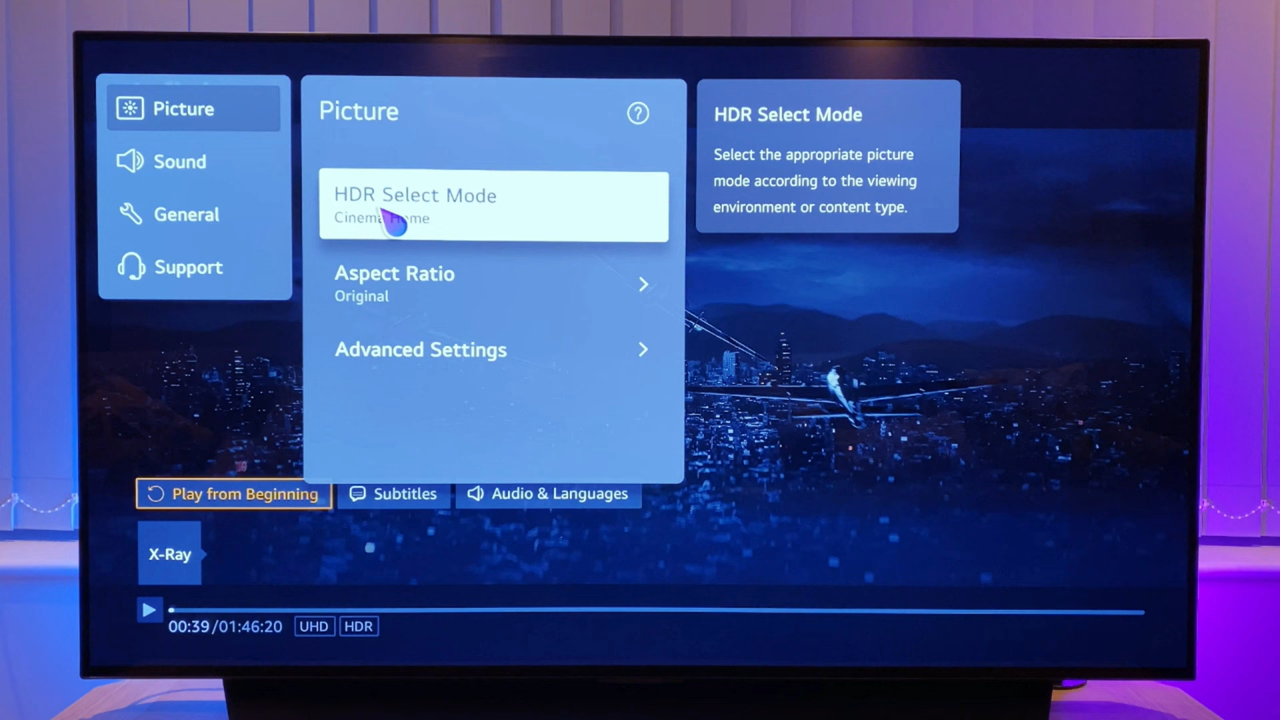 Picture
Sound
General
Support
Picture
?
HDR Select Mode
Cinema Home
Aspect Ratio
Original
Advanced Settings
HDR Select Mode
Select the appropriate picture
mode according to the viewing
environment or content type.
Play from Beginning
Subtitles
Audio & Languages
X-Ray
00:39/01:46:20
UHD
HDR